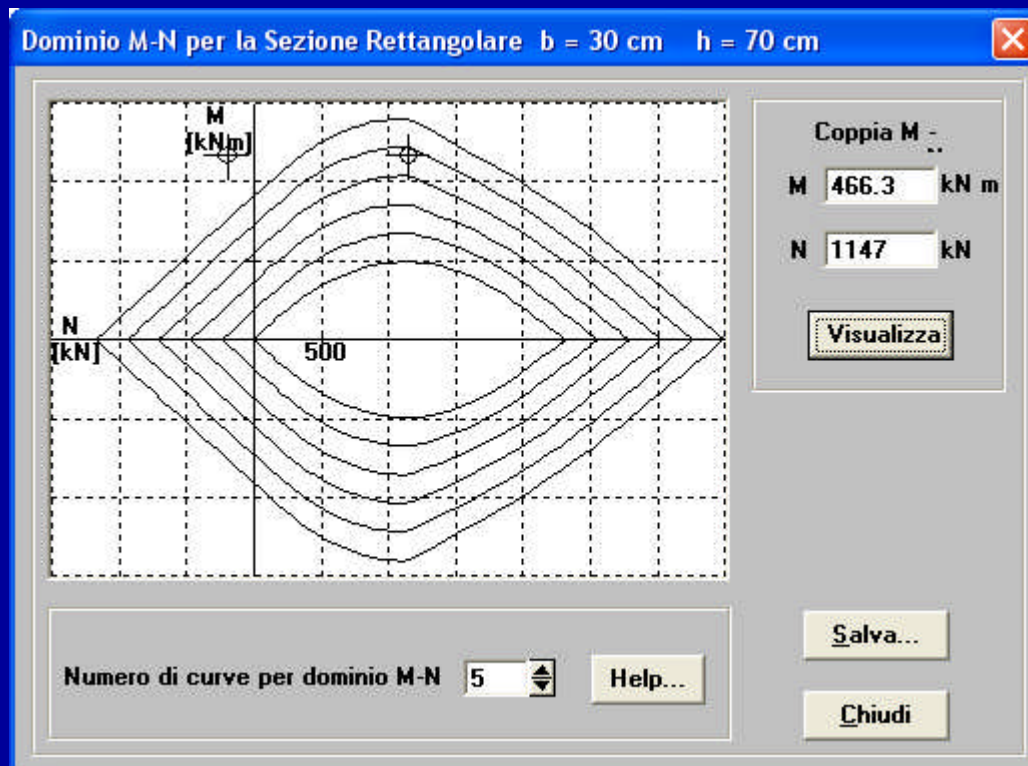 Dominio M-N per la Sezione Rettangolare b = 30 cm h = 70 cm
M
[kNm]
N
[kN]
500
Coppia M -
M 466.3 kN m
N 1147 kN
Visualizza
Numero di curve per dominio M-N 5 Help...
Salva...
Chiudi